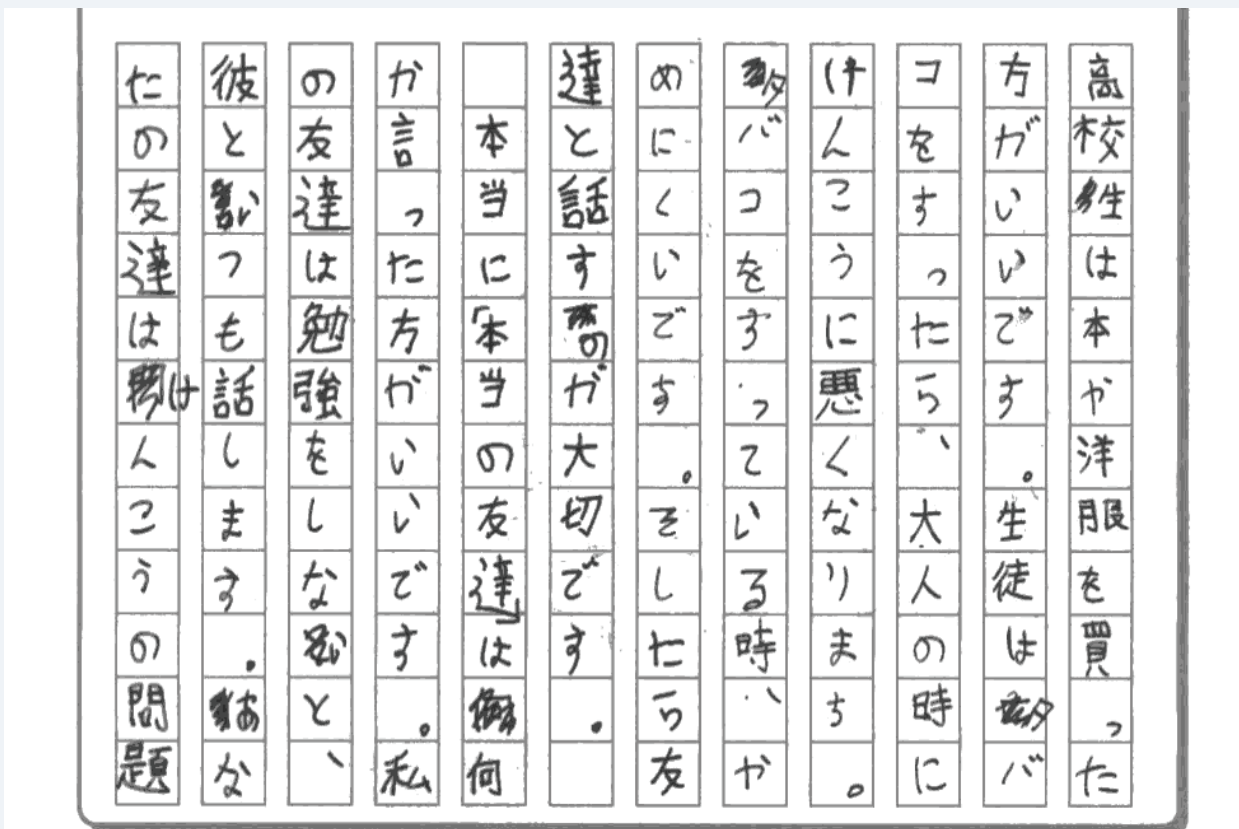 高校生は本や洋服を買った
方がいいです。生徒はタバ
コをすったら、大人の時に
けんこうに悪くなりまち。
タバコをすっている時、や
めにくいです。そしたら友
達と話すのが大切です。
本当に「本当の友達」は何
か言った方がいいです。私
の友達は勉強をしないと、
彼といつも話します。あな
たの友達はけんこうの問題